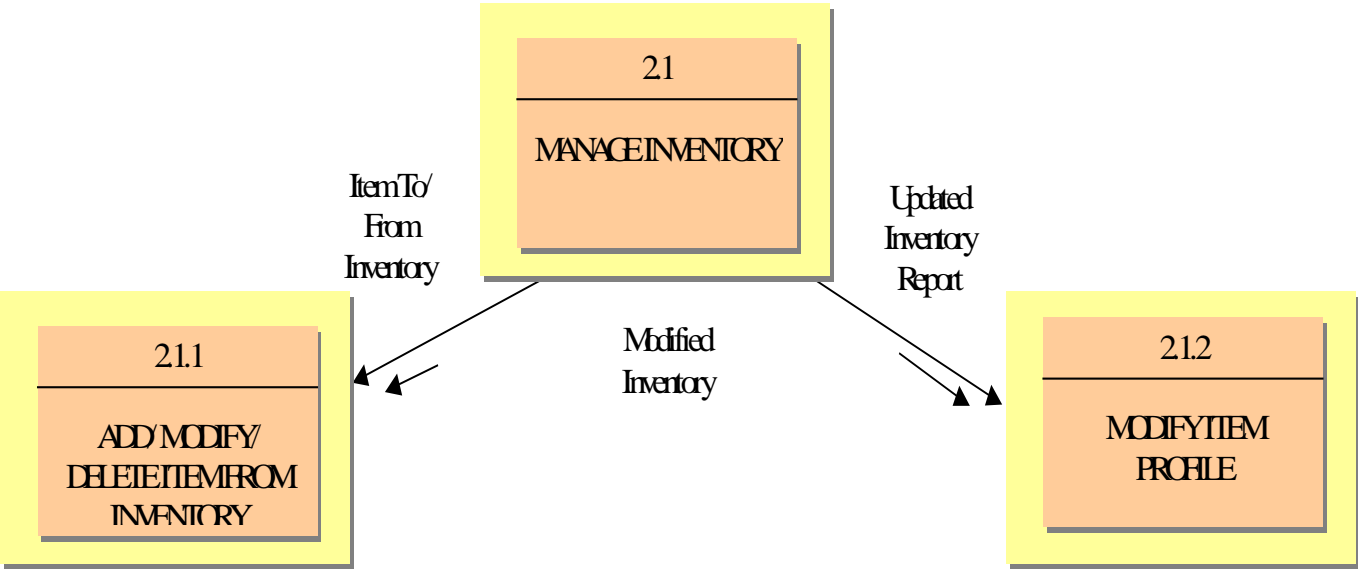 2.1
MANAGE INVENTORY
Item To/
From
Inventory
Updated
Inventory
Report
2.1.1
ADD/ MODIFY/
DELETE ITEM FROM
INVENTORY
Modified
Inventory
2.1.2
MODIFY ITEM
PROFILE